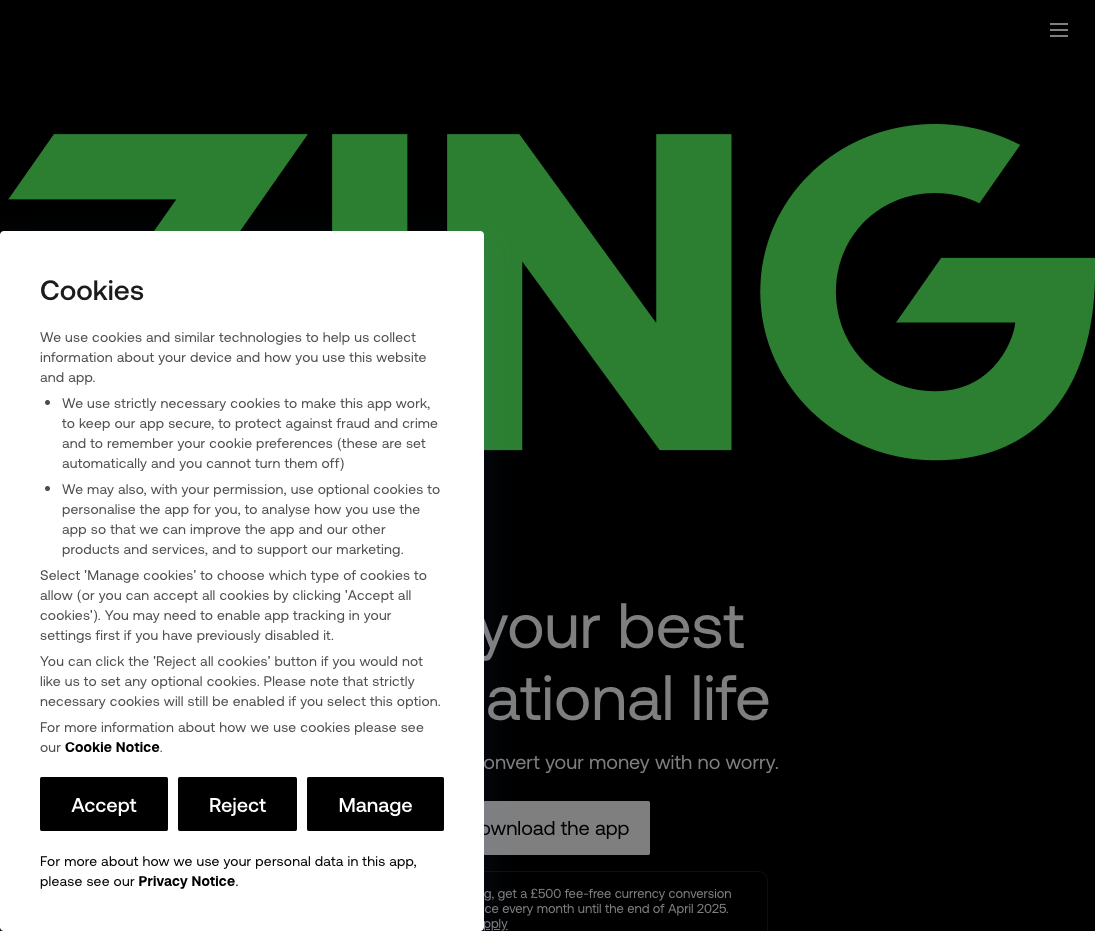 ZING
Cookies
We use cookies and similar technologies to help us collect
information about your device and how you use this website
and app.
We use strictly necessary cookies to make this app work,
to keep our app secure, to protect against fraud and crime
and to remember your cookie preferences (these are set
automatically and you cannot turn them off)
We may also, with your permission, use optional cookies to
personalise the app for you, to analyse how you use the
app so that we can improve the app and our other
products and services, and to support our marketing.
Select 'Manage cookies' to choose which type of cookies to
allow (or you can accept all cookies by clicking 'Accept all
cookies'). You may need to enable app tracking in your
settings first if you have previously disabled it.
You can click the 'Reject all cookies' button if you would not
like us to set any optional cookies. Please note that strictly
necessary cookies will still be enabled if you select this option.
For more information about how we use cookies please see
our Cookie Notice.
Accept
Reject
Manage
For more about how we use your personal data in this app,
please see our Privacy Notice.
your best
ational life
onvert your money with no worry.
ownload the app
g, get a £500 fee-free currency conversion
ce every month until the end of April 2025.
pply